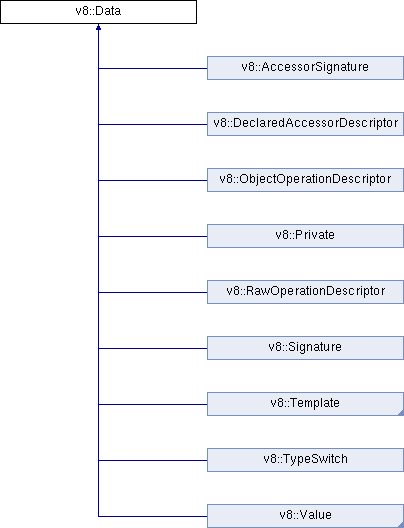 v8::Data
v8::AccessorSignature
v8::DeclaredAccessorDescriptor
v8::ObjectOperationDescriptor
v8::Private
v8::RawOperationDescriptor
v8::Signature
v8::Template
v8::TypeSwitch
v8::Value